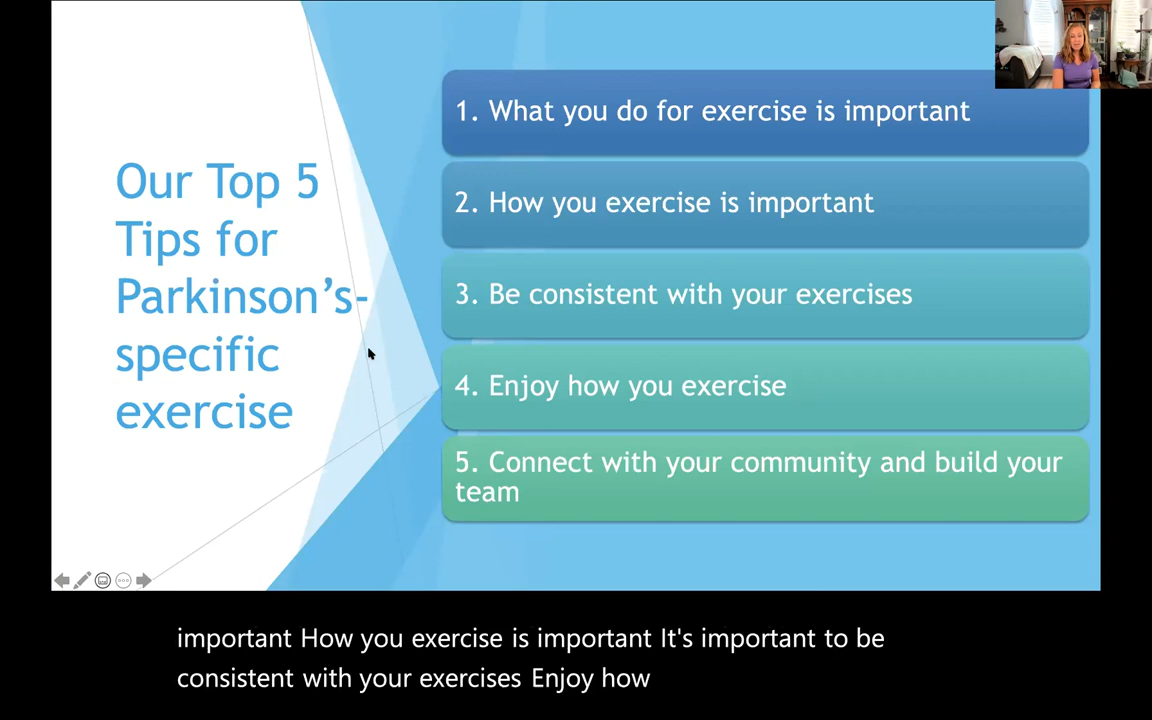 Our Top 5
Tips for
Parkinson's-
specific
exercise
1. What you do for exercise is important
2. How you exercise is important
3. Be consistent with your exercises
4. Enjoy how you exercise
5. Connect with your community and build your
team
important How you exercise is important It's important to be
consistent with your exercises Enjoy how